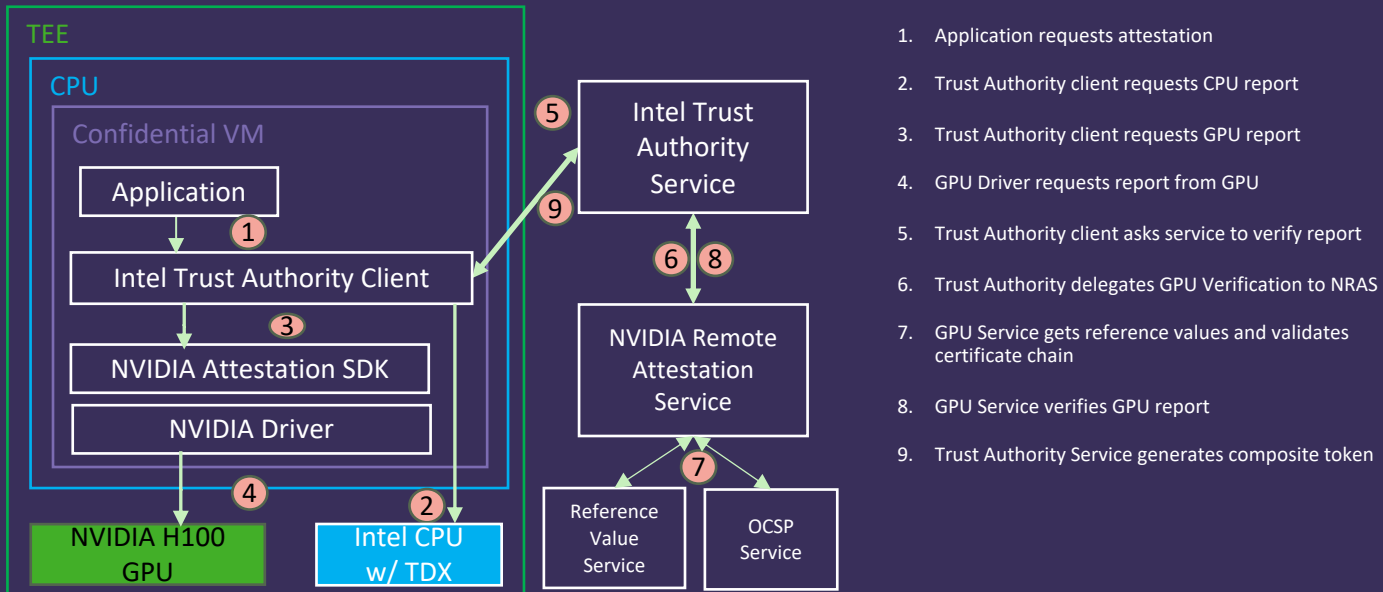 TEE
CPU
Confidential VM
Application
1
Intel Trust Authority Client
3
NVIDIA Attestation SDK
NVIDIA Driver
4
2
NVIDIA H100
GPU
Intel CPU
w/ TDX
5
9
Intel Trust
Authority
Service
6
8
NVIDIA Remote
Attestation
Service
7
Reference
Value
Service
OCSP
Service
1. Application requests attestation
2. Trust Authority client requests CPU report
3. Trust Authority client requests GPU report
4. GPU Driver requests report from GPU
5. Trust Authority client asks service to verify report
6. Trust Authority delegates GPU Verification to NRAS
7. GPU Service gets reference values and validates
certificate chain
8. GPU Service verifies GPU report
9. Trust Authority Service generates composite token